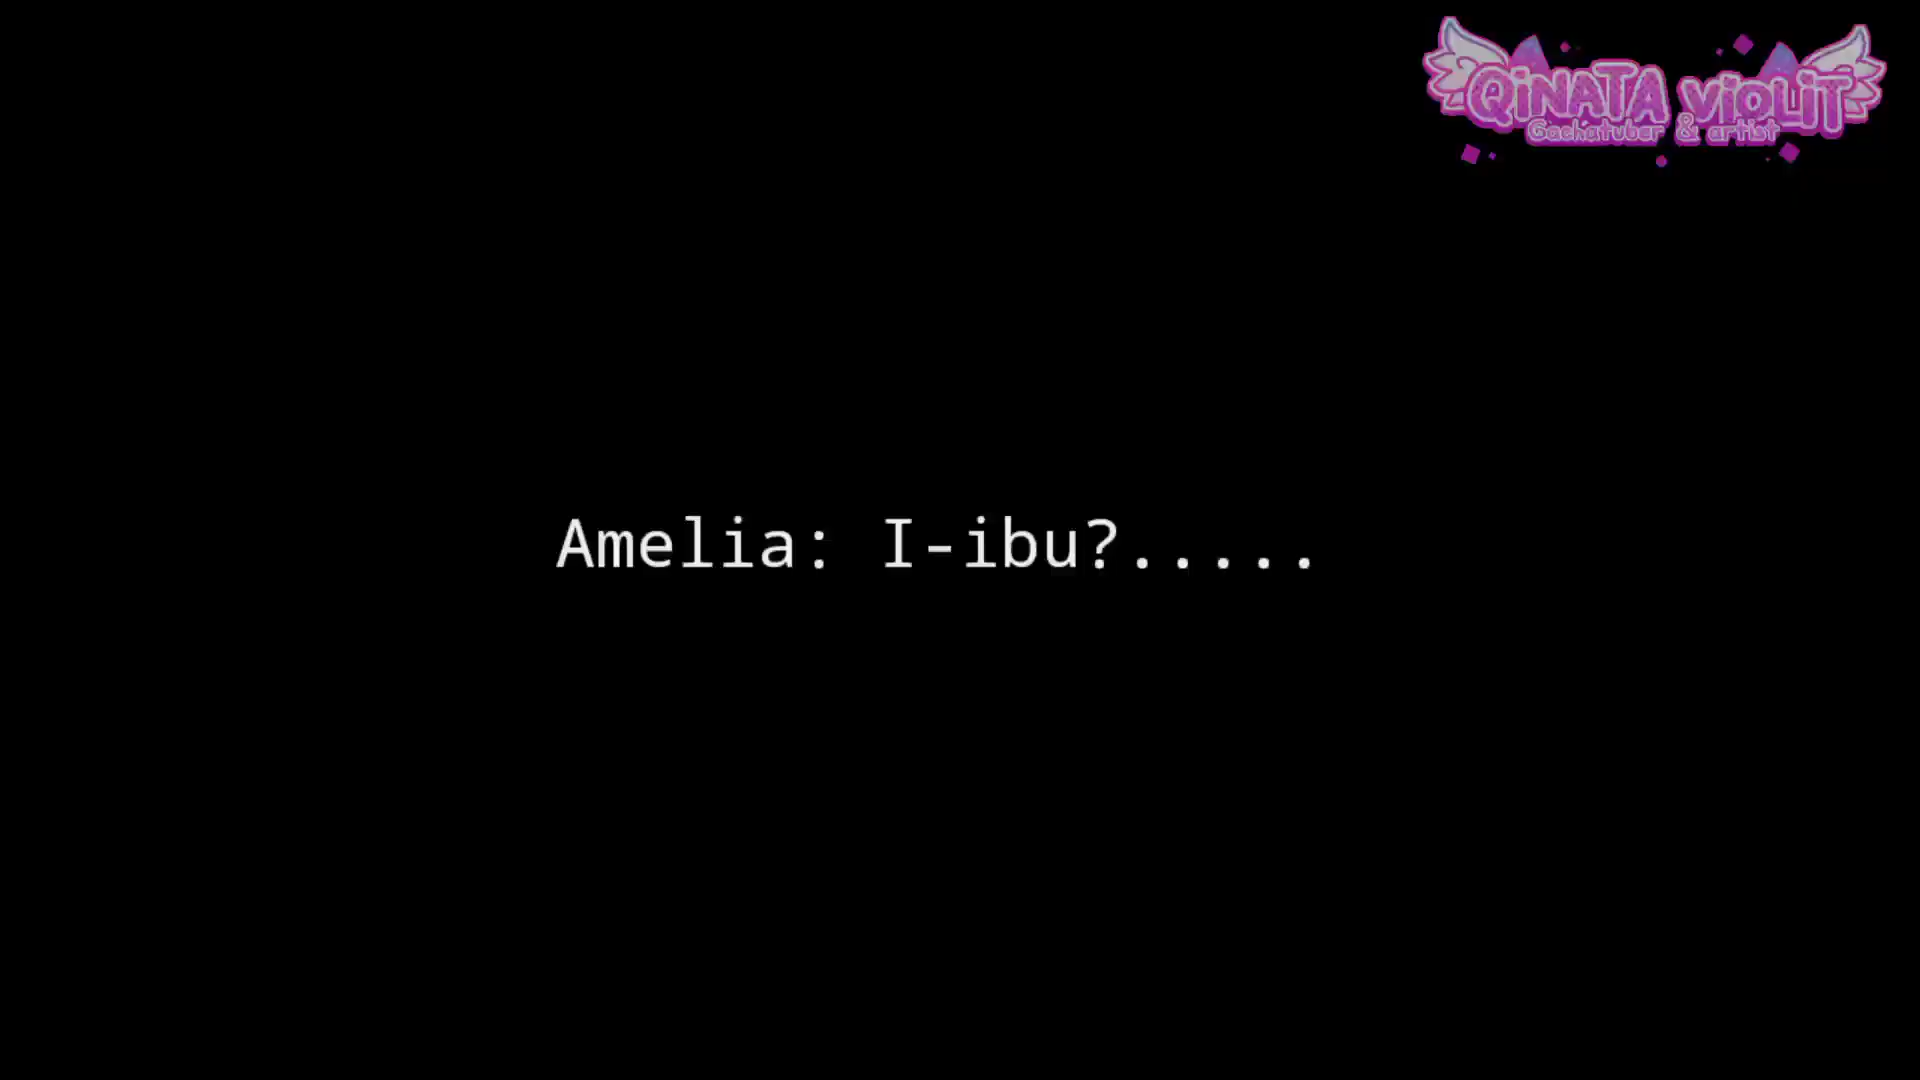 QiNATA ViOLiT
Gachatuber & artist
Amelia: I-ibu?.....